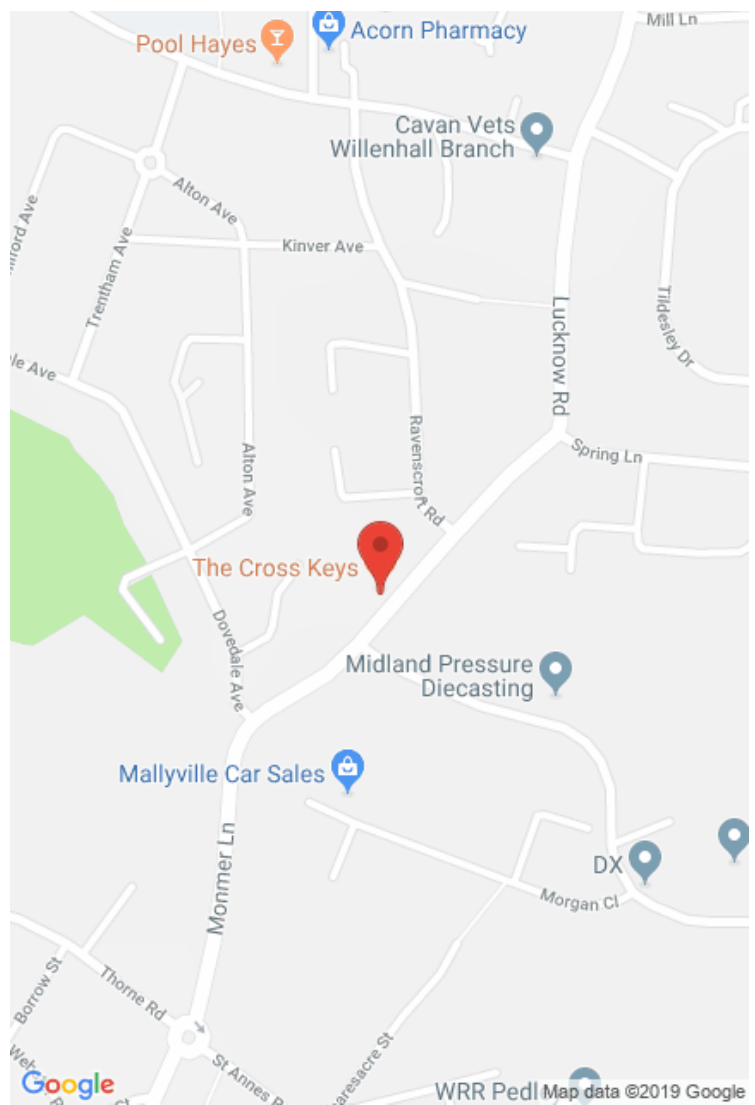 Mill Ln
Pool Hayes
Acorn Pharmacy
Cavan Vets
Willenhall Branch
Alton Ave
Kinver Ave
Trentham Ave
Tildesley Dr
Lucknow Rd
Ravenscroft Rd
Alton Ave
Spring Ln
The Cross Keys
Dovedale Ave
Midland Pressure
Diecasting
Mallyville Car Sales
Monmer Ln
DX
Morgan Cl
Borrow St
Thorne Rd
St Annes
Google
WRR
Map data ©2019 Google